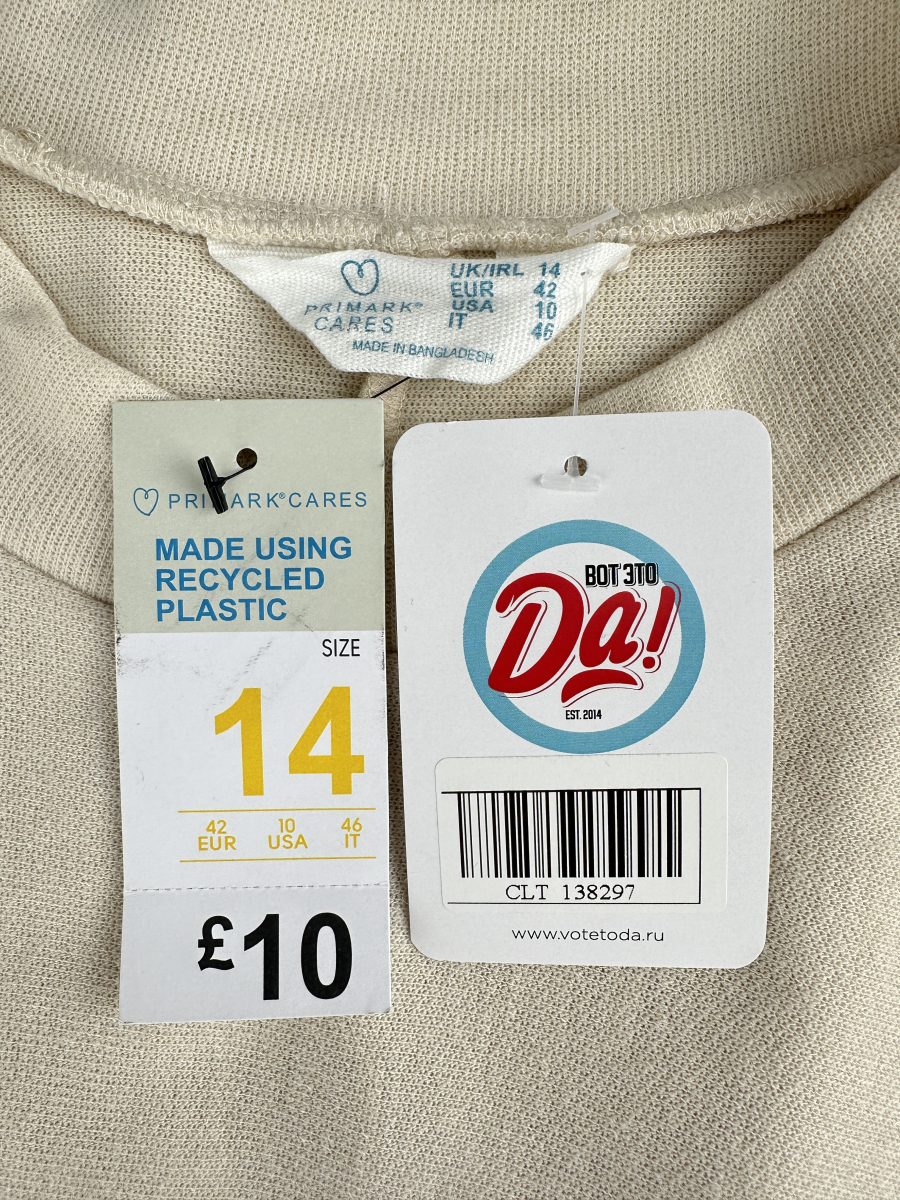 UK/IRL 14
EUR 42
USA 10
IT 46
PRIMARK®
CARES
MADE IN BANGLADESH
PRIMARK®CARES
MADE USING
RECYCLED
PLASTIC
SIZE
14
42 10 46
EUR USA IT
£10
ВОТ ЭТО
Да!
EST. 2014
CLT 138297
www.votetoda.ru